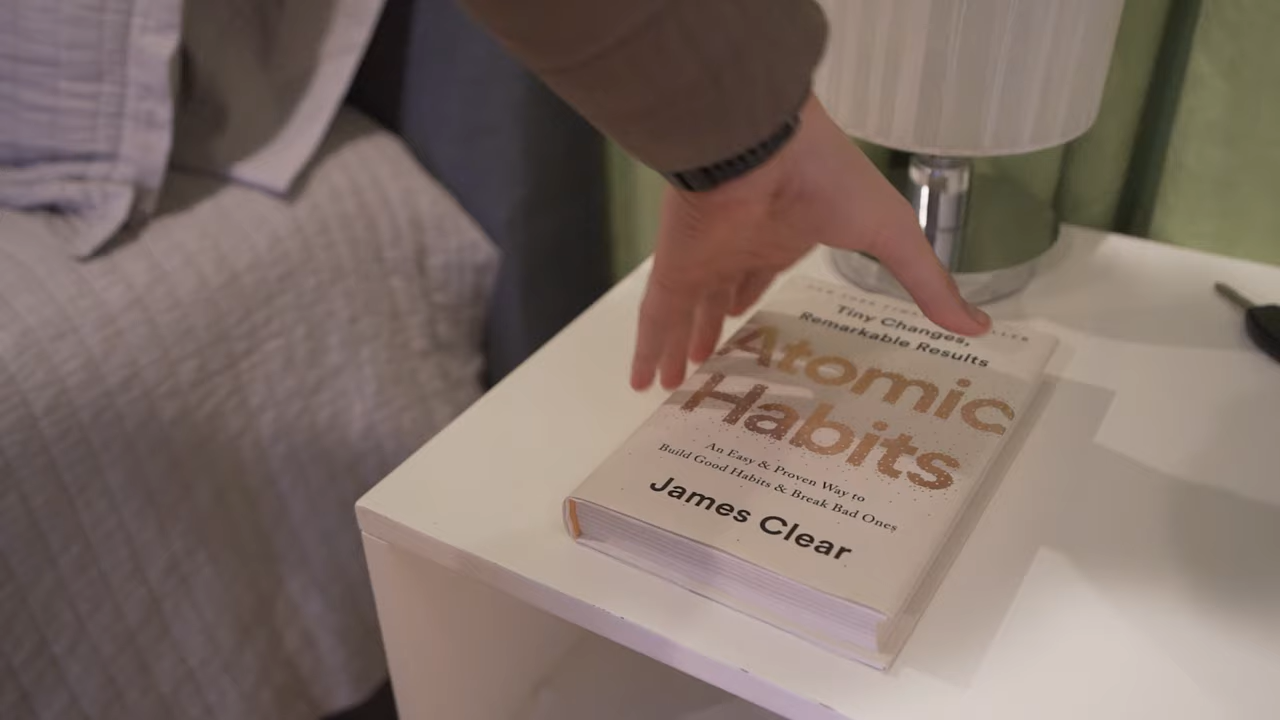 Tiny Changes,
Remarkable Results
Atomic
Habits
An Easy & Proven Way to
Build Good Habits & Break Bad Ones
James Clear